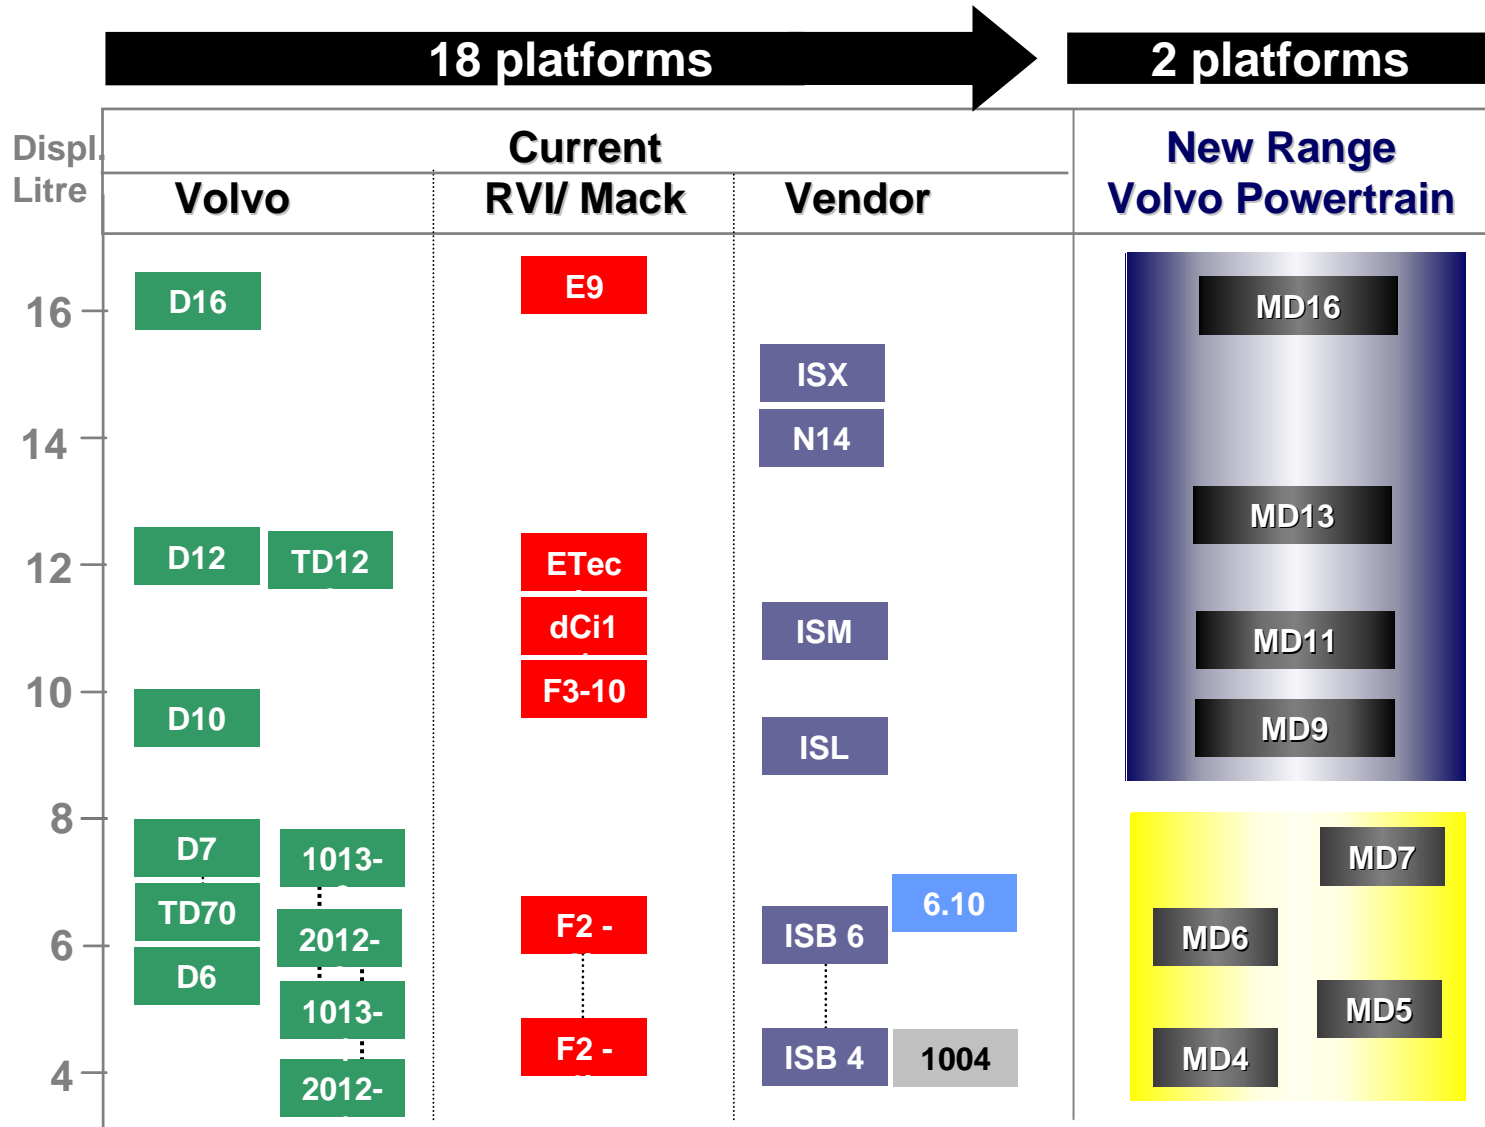 18 platforms
2 platforms
Displ.
Litre
Current
Volvo
RVI/ Mack
Vendor
New Range
Volvo Powertrain
16
14
12
10
8
6
4
D16
D12
TD12
D10
D7
TD70
D6
1013-
2012-
1013-
2012-
E9
ETec
dCi1
F3-10
F2 -
F2 -
ISX
N14
ISM
ISL
6.10
ISB 6
ISB 4
1004
MD16
MD13
MD11
MD9
MD7
MD6
MD5
MD4